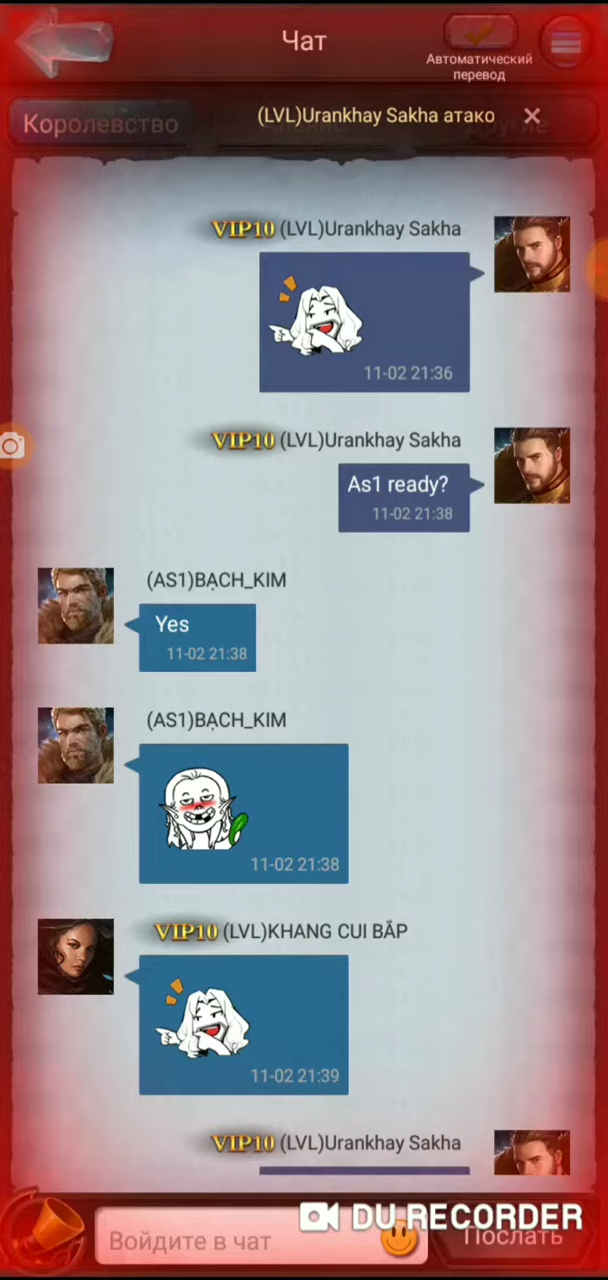 Чат
Автоматический
перевод
Королевство
(LVL)Urankhay Sakha атако
VIP10 (LVL)Urankhay Sakha
11-02 21:36
VIP10 (LVL)Urankhay Sakha
As1 ready?
11-02 21:38
(AS1)BẠCH_KIM
Yes
11-02 21:38
(AS1)BẠCH_KIM
11-02 21:38
VIP10 (LVL)KHANG CUI BẮP
11-02 21:39
VIP10 (LVL)Urankhay Sakha
DU RECORDER
Войдите в чат
Послать